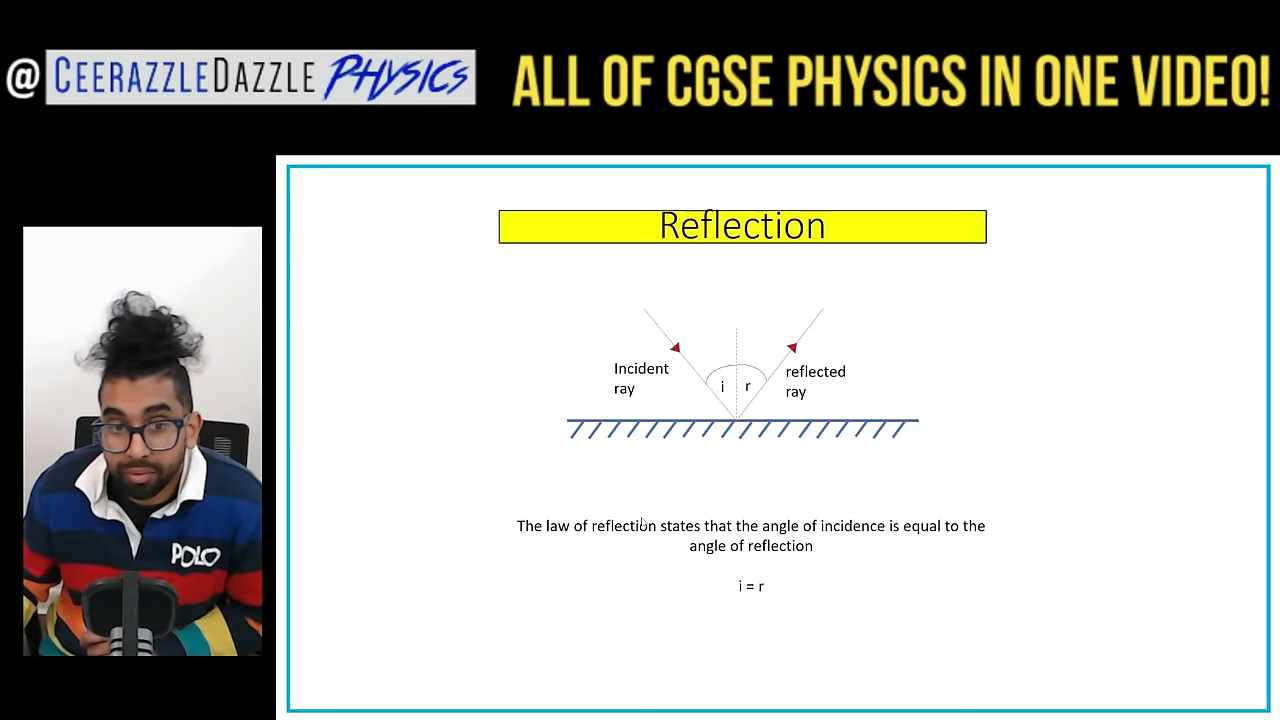 @CEERAZZLEDAZZLE PHYSICS
ALL OF CGSE PHYSICS IN ONE VIDEO!
Reflection
Incident
ray
i
r
reflected
ray
The law of reflection states that the angle of incidence is equal to the
angle of reflection
i = r
POLO